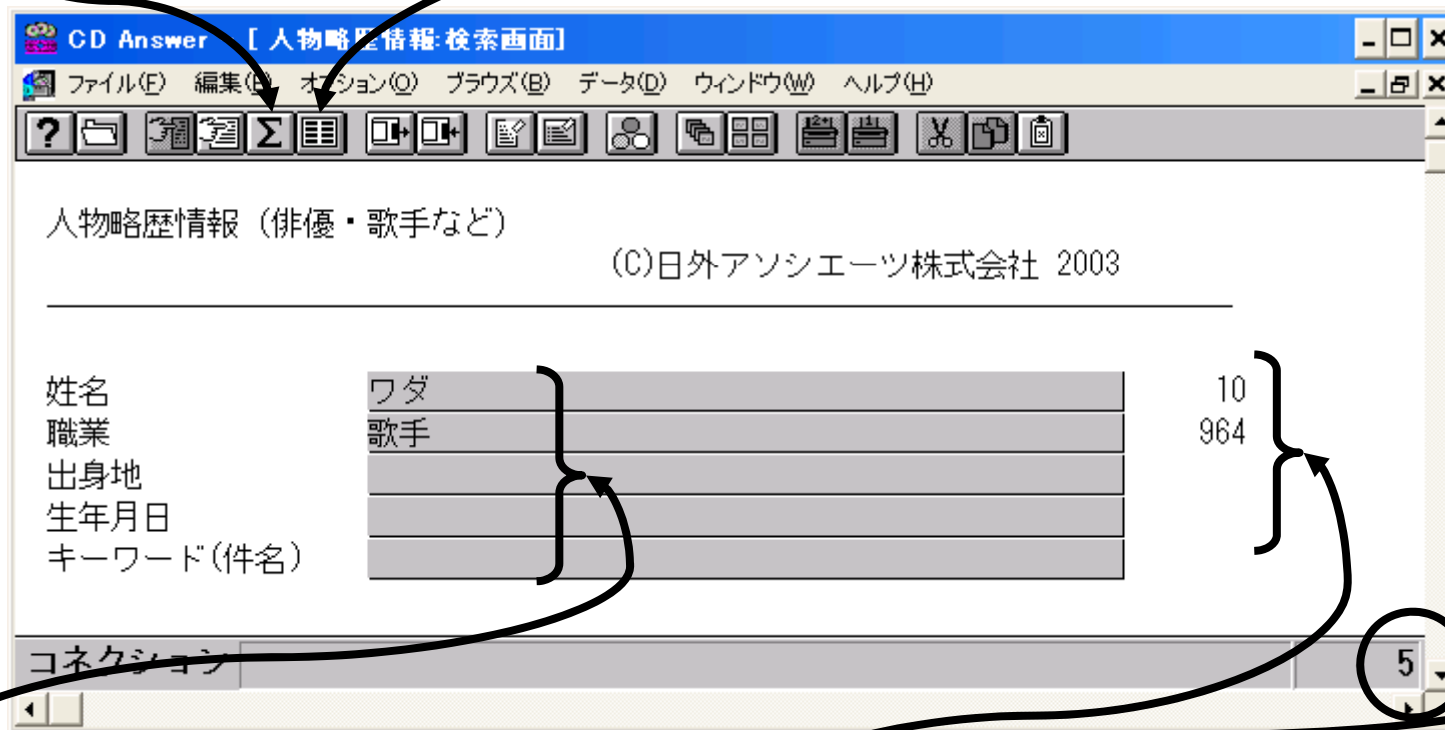 CD Answer [ 人物略歴情報:検索画面]
ファイル(F) 編集(E) オプション(O) ブラウズ(B) データ(D) ウィンドウ(W) ヘルプ(H)
人物略歴情報（俳優・歌手など）
(C)日外アソシエーツ株式会社 2003
姓名 ワダ 10
職業 歌手 964
出身地
生年月日
キーワード(件名)
コネクション 5